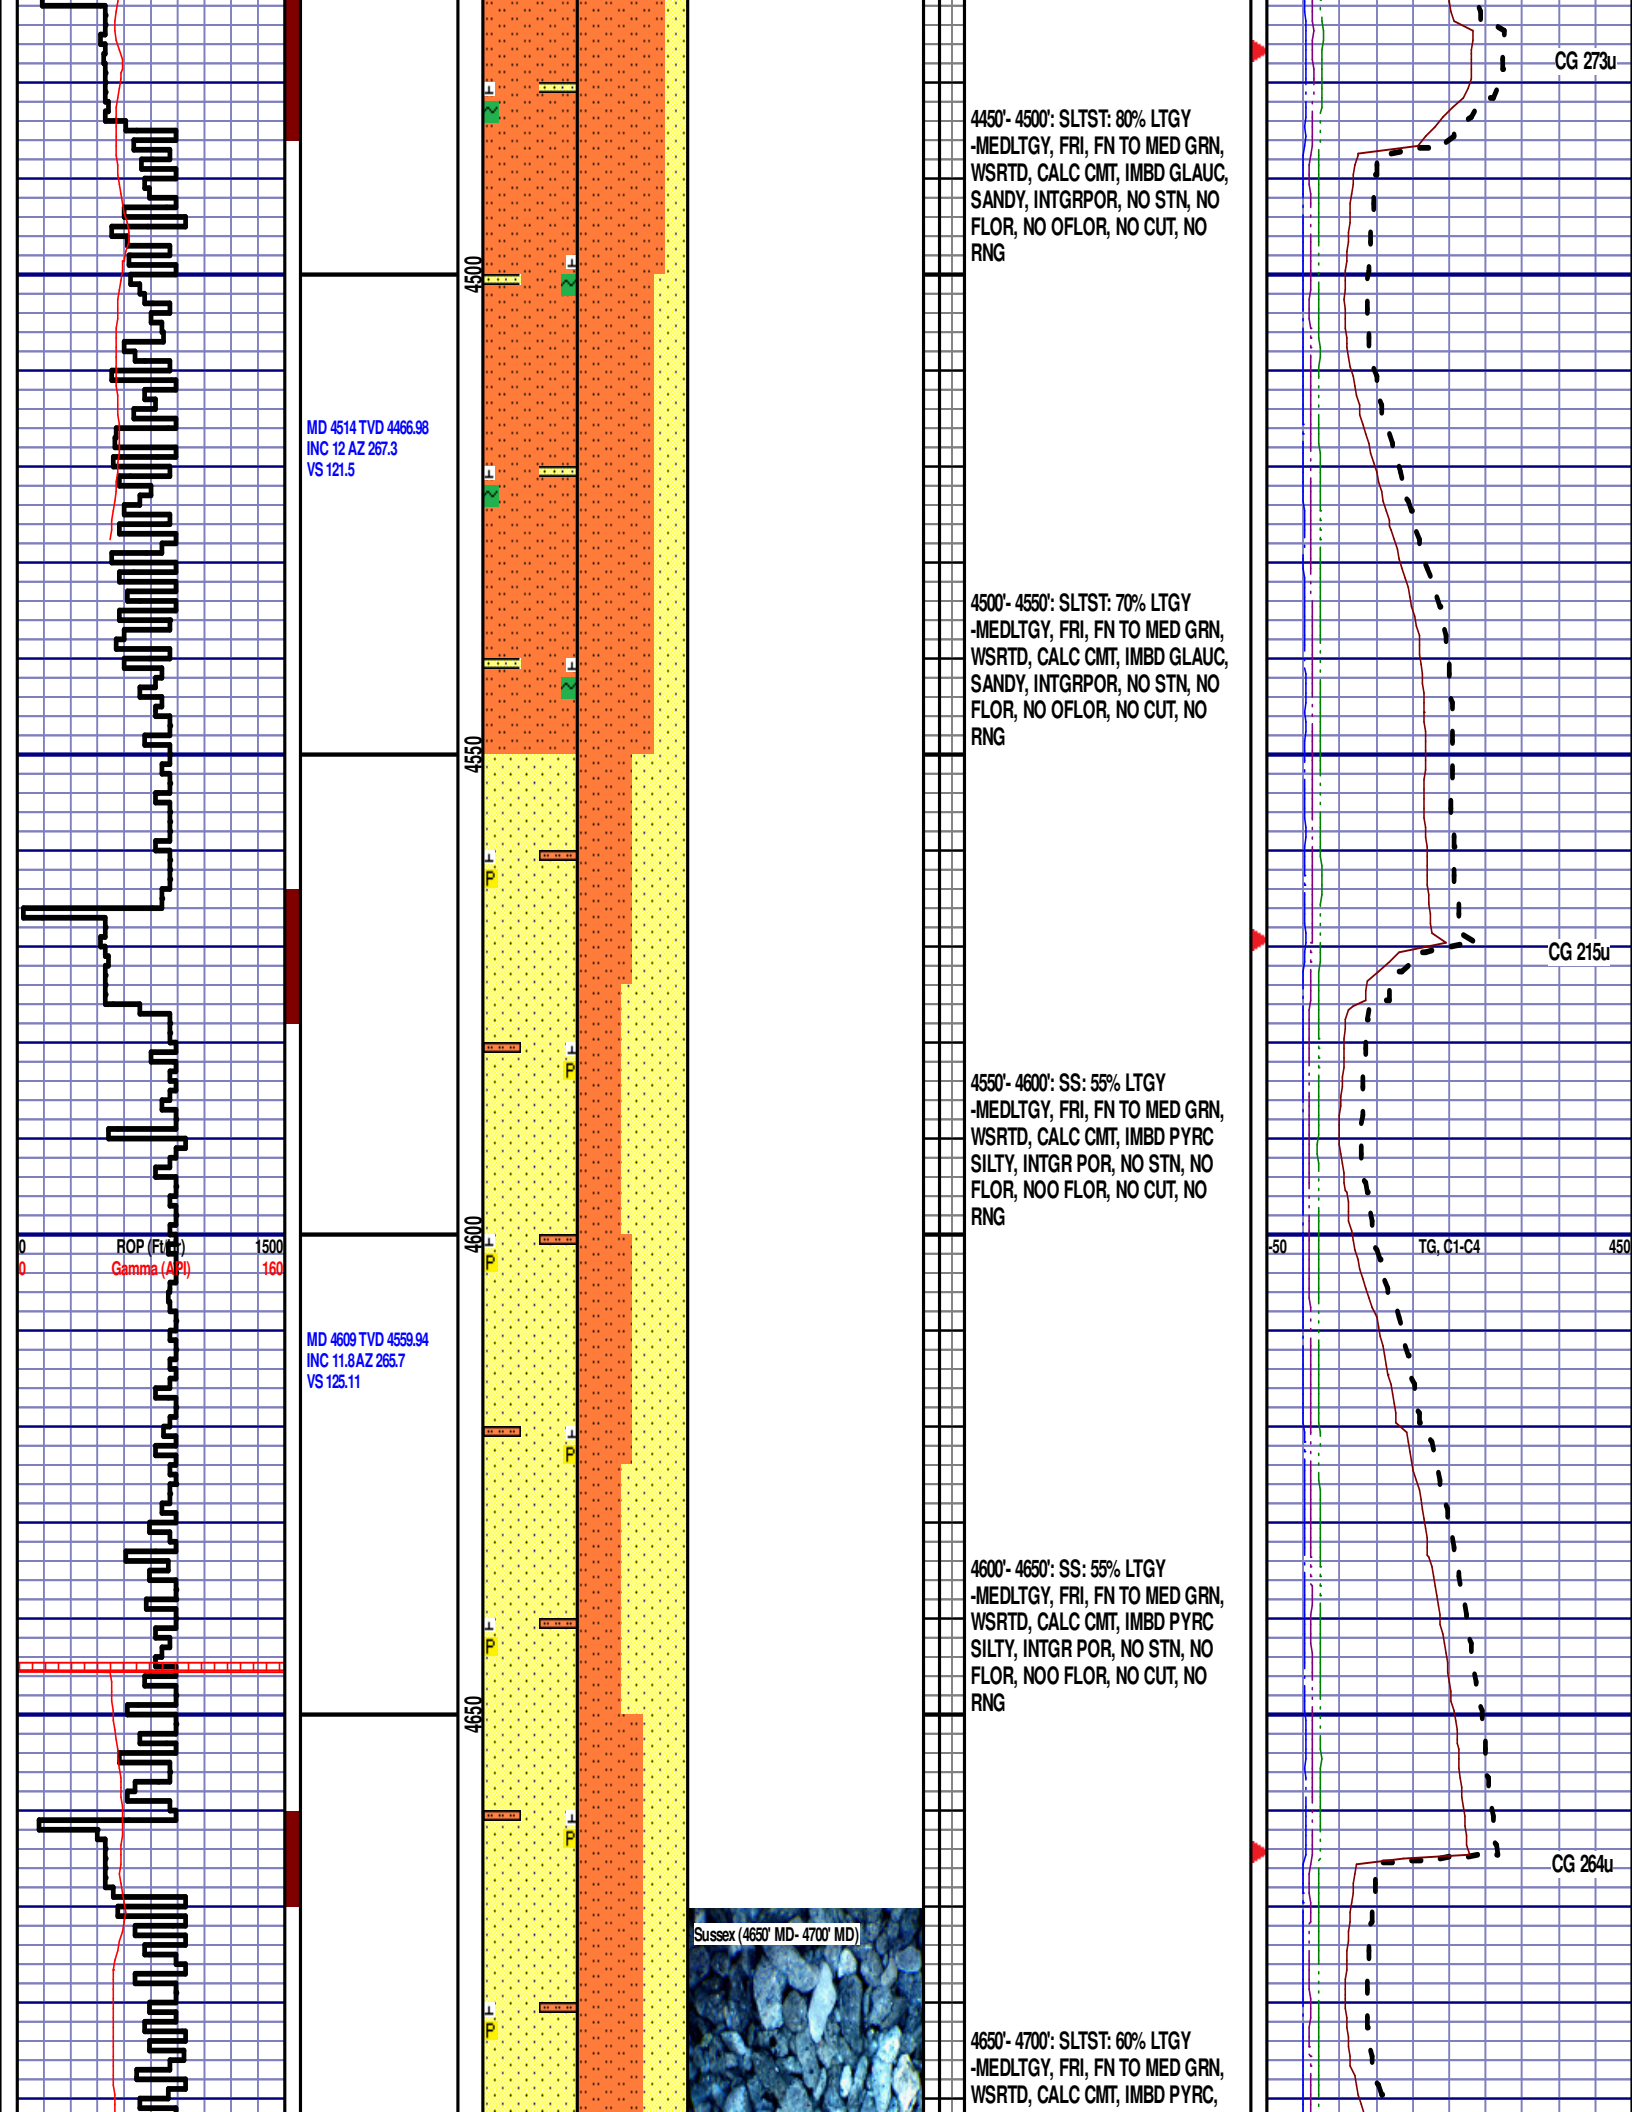 CG 273u
4450'- 4500': SLTST: 80% LTGY
-MEDLTGY, FRI, FN TO MED GRN,
WSRTD, CALC CMT, IMBD GLAUC,
SANDY, INTGRPOR, NO STN, NO
FLOR, NO OFLOR, NO CUT, NO
RNG
4500
MD 4514 TVD 4466.98
INC 12 AZ 267.3
VS 121.5
4500'- 4550': SLTST: 70% LTGY
-MEDLTGY, FRI, FN TO MED GRN,
WSRTD, CALC CMT, IMBD GLAUC,
SANDY, INTGRPOR, NO STN, NO
FLOR, NO OFLOR, NO CUT, NO
RNG
4550
P
CG 215u
P
4550'- 4600': SS: 55% LTGY
-MEDLTGY, FRI, FN TO MED GRN,
WSRTD, CALC CMT, IMBD PYRC
SILTY, INTGR POR, NO STN, NO
FLOR, NOO FLOR, NO CUT, NO
RNG
4600
0 ROP (Ft/hr) 1500
0 Gamma (API) 160
P
-50 TG, C1-C4 450
MD 4609 TVD 4559.94
INC 11.8 AZ 265.7
VS 125.11
P
4600'- 4650': SS: 55% LTGY
-MEDLTGY, FRI, FN TO MED GRN,
WSRTD, CALC CMT, IMBD PYRC
SILTY, INTGR POR, NO STN, NO
FLOR, NOO FLOR, NO CUT, NO
RNG
P
4650
P
CG 264u
Sussex (4650' MD- 4700' MD)
P
4650'- 4700': SLTST: 60% LTGY
-MEDLTGY, FRI, FN TO MED GRN,
WSRTD, CALC CMT, IMBD PYRC,